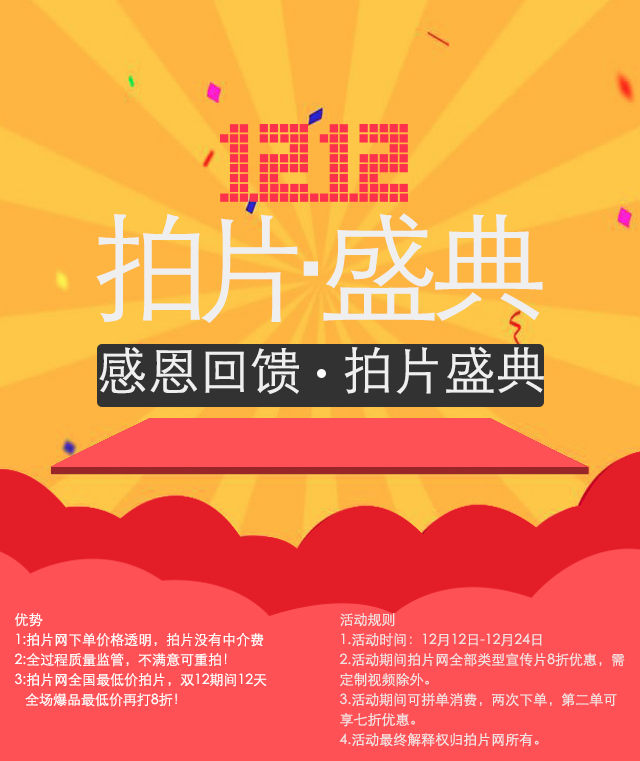 1212
拍片·盛典
感恩回馈·拍片盛典
优势
1:拍片网下单价格透明，拍片没有中介费
2:全过程质量监管，不满意可重拍！
3:拍片网全国最低价拍片，双12期间12天
全场爆品最低价再打8折！
活动规则
1.活动时间：12月12日-12月24日
2.活动期间拍片网全部类型宣传片8折优惠，需
定制视频除外。
3.活动期间可拼单消费，两次下单，第二单可
享七折优惠。
4.活动最终解释权归拍片网所有。